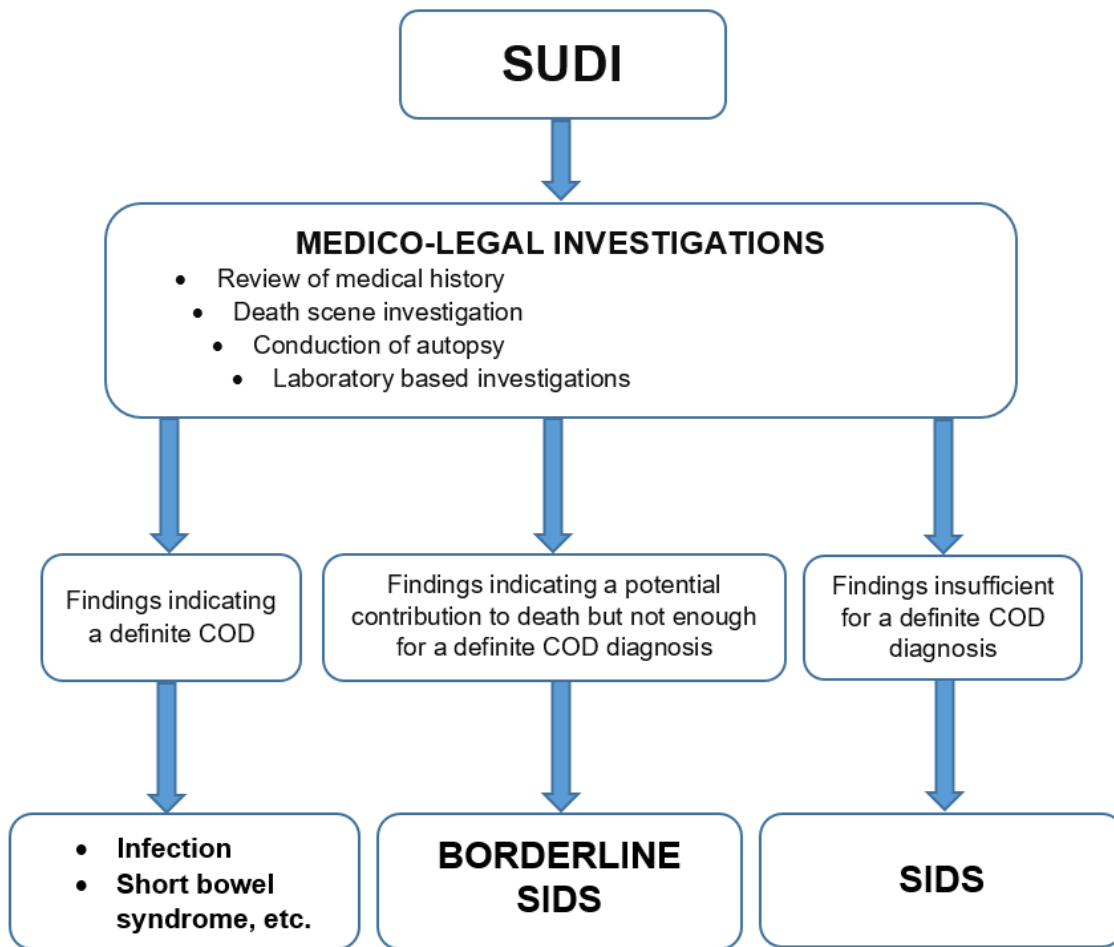 SUDI
MEDICO-LEGAL INVESTIGATIONS
• Review of medical history
• Death scene investigation
• Conduction of autopsy
• Laboratory based investigations
Findings indicating
a definite COD
Findings indicating a potential
contribution to death but not enough
for a definite COD diagnosis
Findings insufficient
for a definite COD
diagnosis
• Infection
• Short bowel
syndrome, etc.
BORDERLINE
SIDS
SIDS